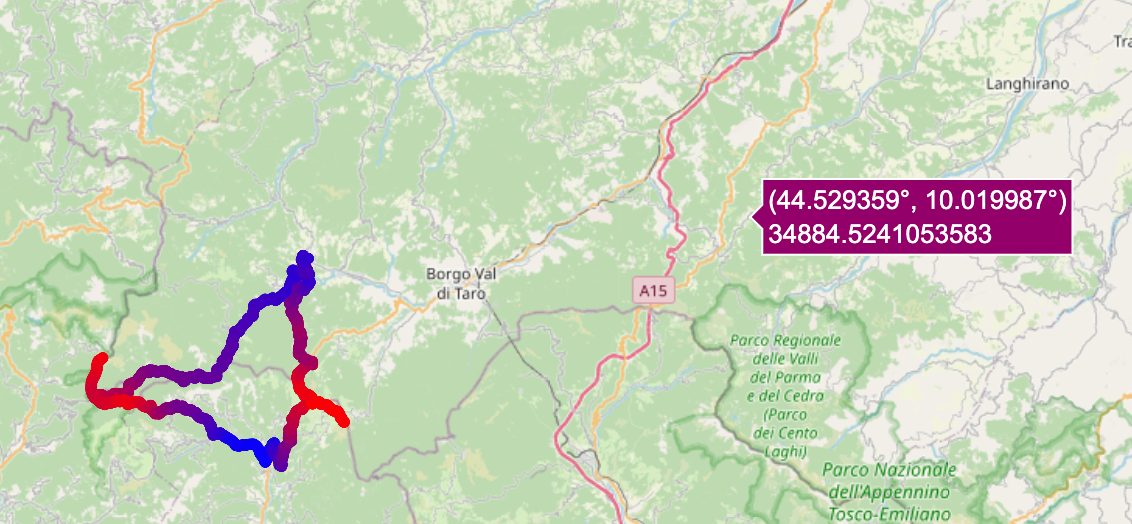 Langhirano
(44.529359°, 10.019987°)
34884.5241053583
Borgo Val
di Taro
A15
Parco Regionale
delle Valli
del Parma
e del Cedra
(Parco
dei Cento
Laghi)
Parco Nazionale
dell'Appennino
Tosco-Emiliano